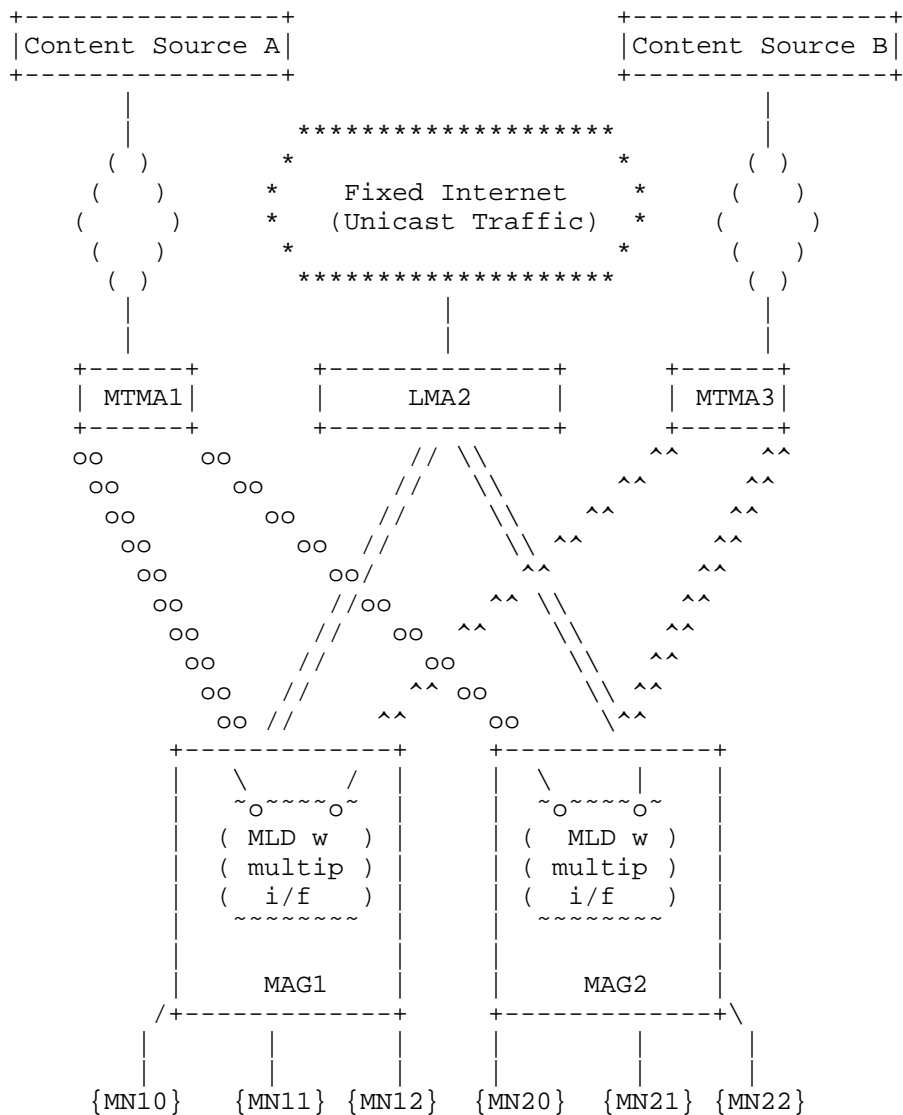 Content Source A Content Source B
Fixed Internet
(Unicast Traffic)
MTMA1 LMA2 MTMA3
MLD w MLD w
multip multip
i/f i/f
MAG1 MAG2
{MN10} {MN11} {MN12} {MN20} {MN21} {MN22}